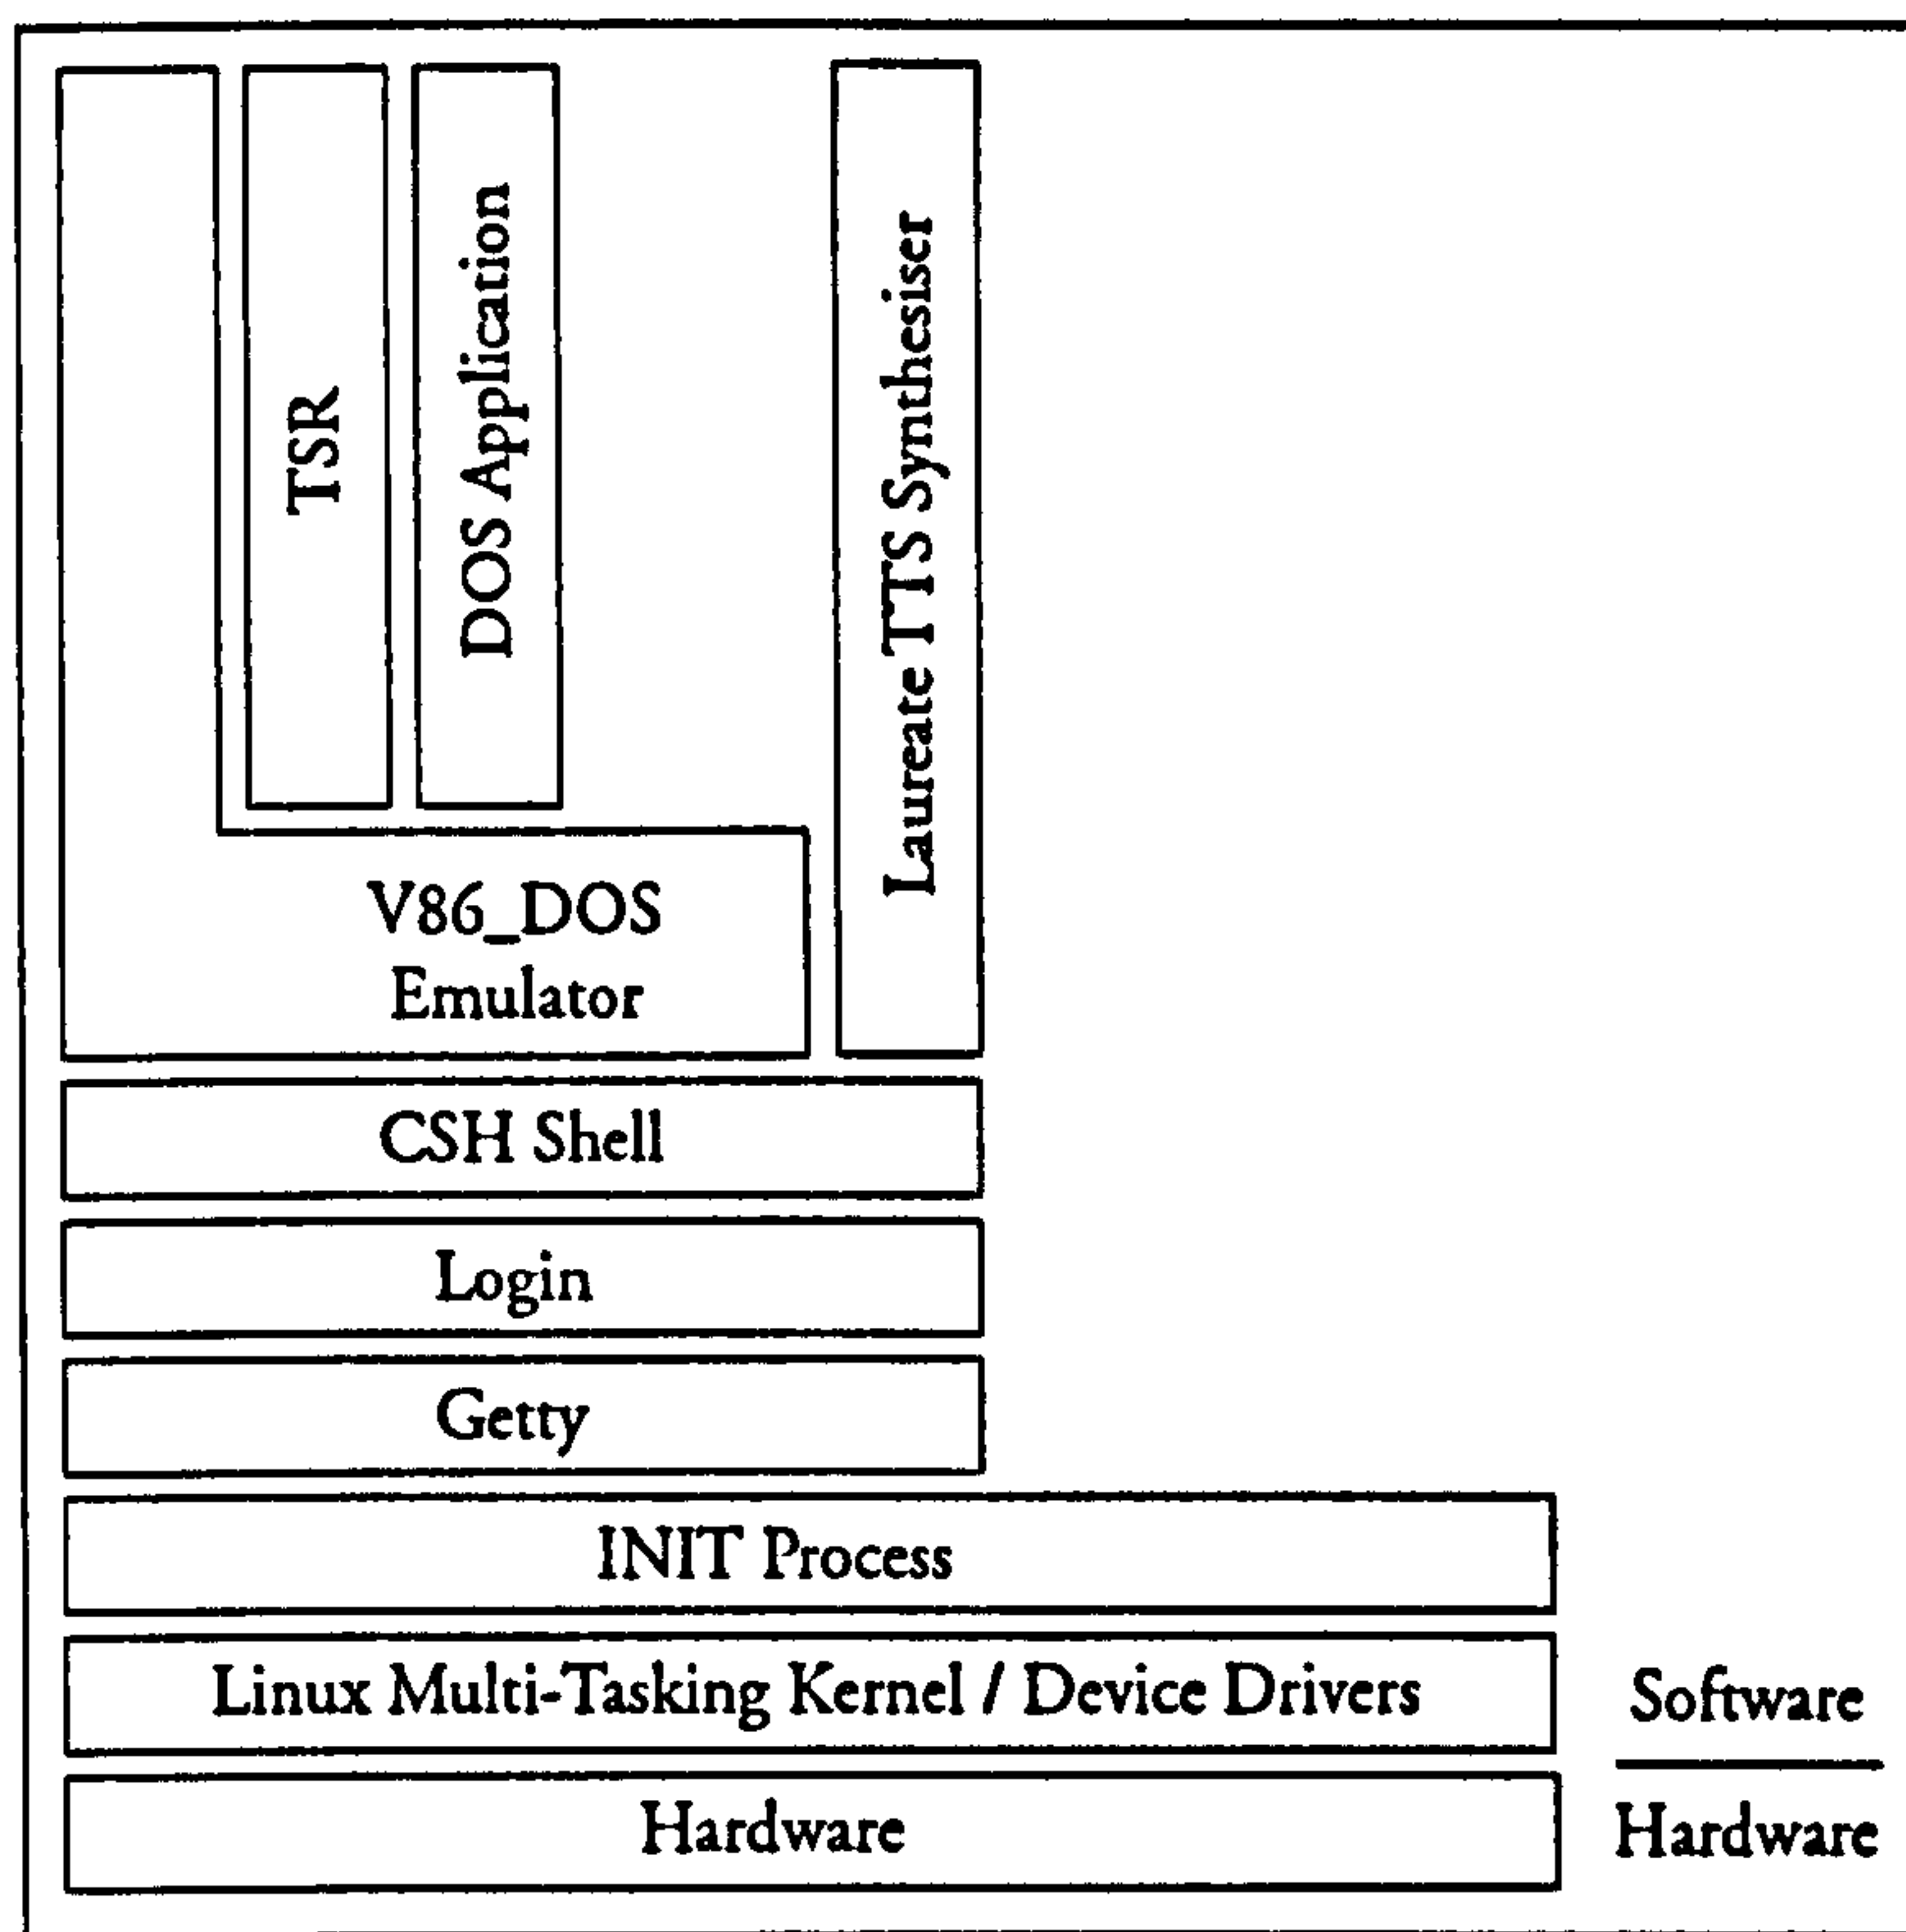 TSR
DOS Application
Laureate TTS Synthesiser
V86_DOS
Emulator
CSH Shell
Login
Getty
INIT Process
Linux Multi-Tasking Kernel / Device Drivers
Software
Hardware
Hardware